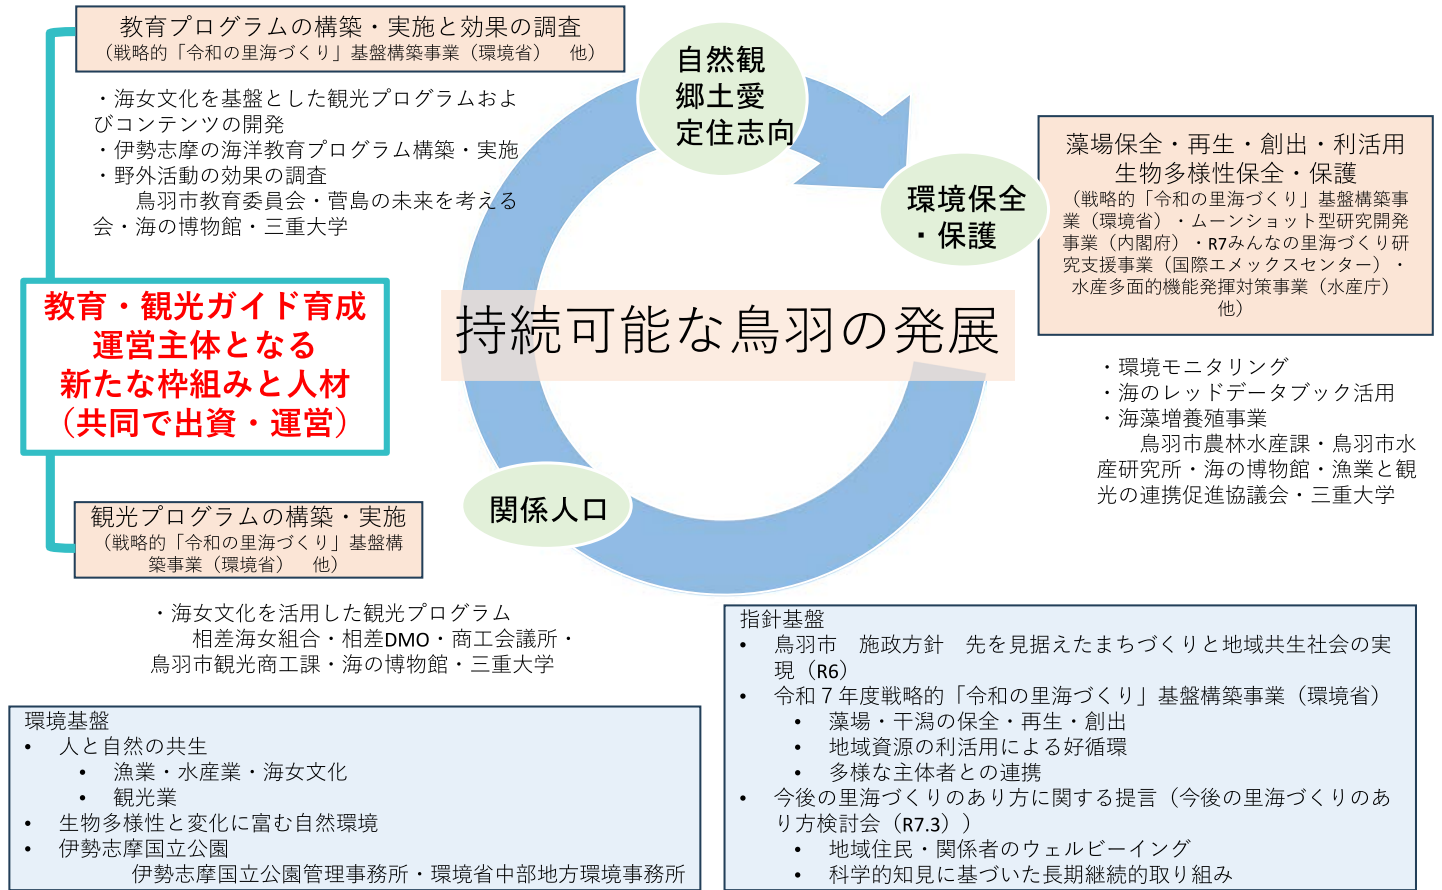 教育プログラムの構築・実施と効果の調査
（戦略的「令和の里海づくり」基盤構築事業（環境省）　他）
・海女文化を基盤とした観光プログラムおよ
びコンテンツの開発
・伊勢志摩の海洋教育プログラム構築・実施
・野外活動の効果の調査
鳥羽市教育委員会・菅島の未来を考える
会・海の博物館・三重大学
教育・観光ガイド育成
運営主体となる
新たな枠組みと人材
（共同で出資・運営）
観光プログラムの構築・実施
（戦略的「令和の里海づくり」基盤構
築事業（環境省）　他）
・海女文化を活用した観光プログラム
相差海女組合・相差DMO・商工会議所・
鳥羽市観光商工課・海の博物館・三重大学
自然観
郷土愛
定住志向
環境保全
・保護
持続可能な鳥羽の発展
関係人口
藻場保全・再生・創出・利活用
生物多様性保全・保護
（戦略的「令和の里海づくり」基盤構築事
業（環境省）・ムーンショット型研究開発
事業（内閣府）・R7みんなの里海づくり研
究支援事業（国際エメックスセンター）・
水産多面的機能発揮対策事業（水産庁）
他）
・環境モニタリング
・海のレッドデータブック活用
・海藻増養殖事業
鳥羽市農林水産課・鳥羽市水
産研究所・海の博物館・漁業と観
光の連携促進協議会・三重大学
環境基盤
• 人と自然の共生
• 漁業・水産業・海女文化
• 観光業
• 生物多様性と変化に富む自然環境
• 伊勢志摩国立公園
伊勢志摩国立公園管理事務所・環境省中部地方環境事務所
指針基盤
• 鳥羽市　施政方針　先を見据えたまちづくりと地域共生社会の実
現（R6）
• 令和７年度戦略的「令和の里海づくり」基盤構築事業（環境省）
• 藻場・干潟の保全・再生・創出
• 地域資源の利活用による好循環
• 多様な主体者との連携
• 今後の里海づくりのあり方に関する提言（今後の里海づくりのあ
り方検討会（R7.3））
• 地域住民・関係者のウェルビーイング
• 科学的知見に基づいた長期継続的取り組み